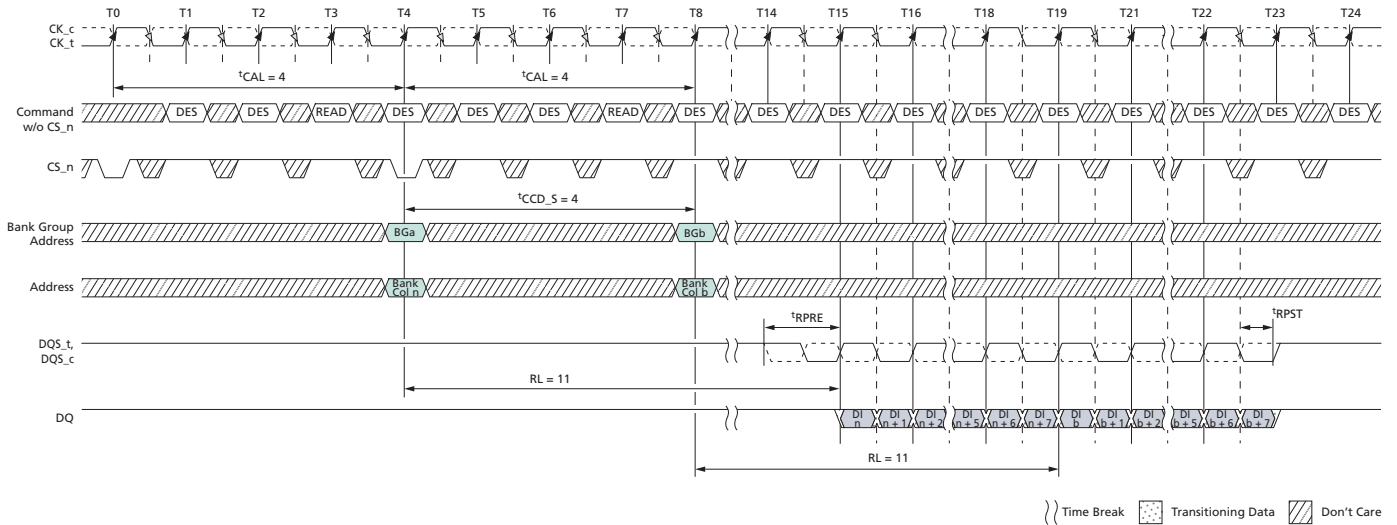 T0 T1 T2 T3 T4 T5 T6 T7 T8 T14 T15 T16 T18 T19 T21 T22 T23 T24
CK_c
CK_t
tCAL = 4 tCAL = 4
Command
w/o CS_n
DES DES READ DES DES DES READ DES DES DES DES DES DES DES DES DES DES
CS_n
tCCD_S = 4
Bank Group
Address
BGa BGb
Address
Bank
Col n
Bank
Col b
tRPRE tRPST
DQS_t,
DQS_c
RL = 11
DQ
DI
n
DI
n + 1
DI
n + 2
DI
n + 5
DI
n + 6
DI
n + 7
DI
b
DI
b + 1
DI
b + 2
DI
b + 5
DI
b + 6
DI
b + 7
RL = 11
Time Break Transitioning Data Don't Care